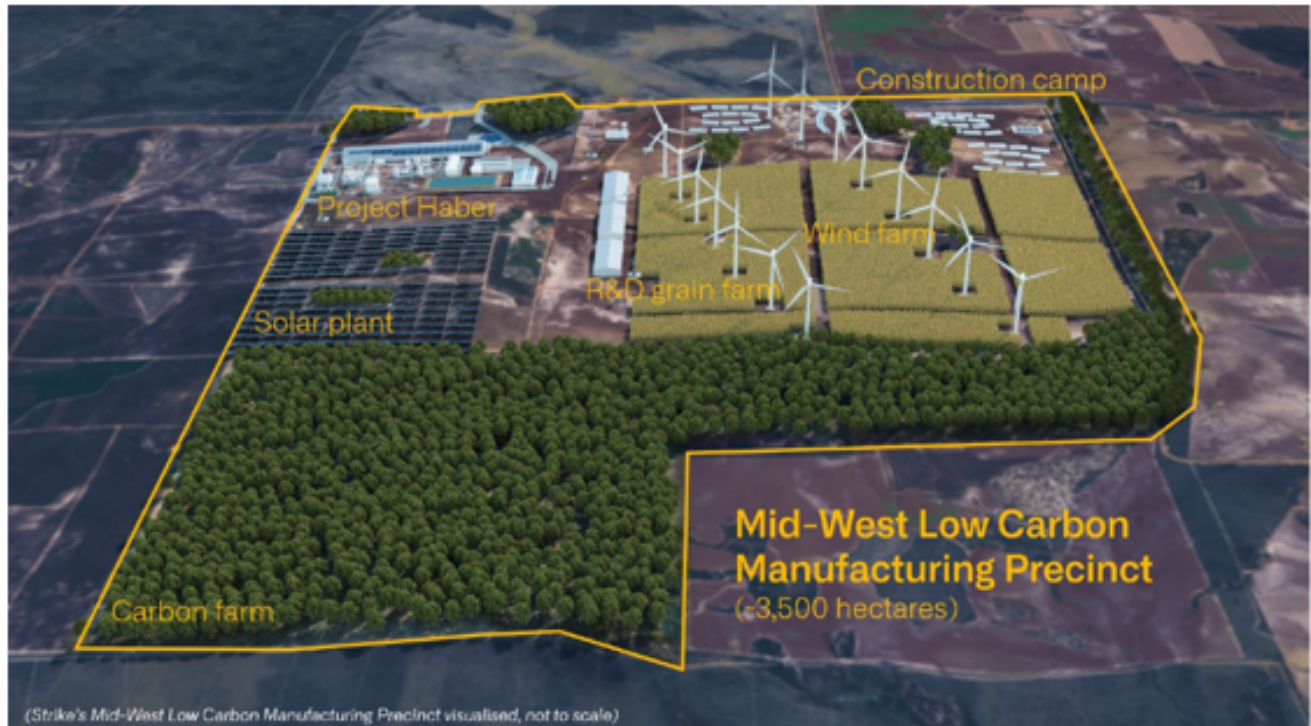 Construction camp
Project Haber
Wind farm
R&D grain farm
Solar plant
Mid-West Low Carbon
Manufacturing Precinct
(~3,500 hectares)
Carbon farm
(Strike's Mid-West Low Carbon Manufacturing Precinct visualised, not to scale)